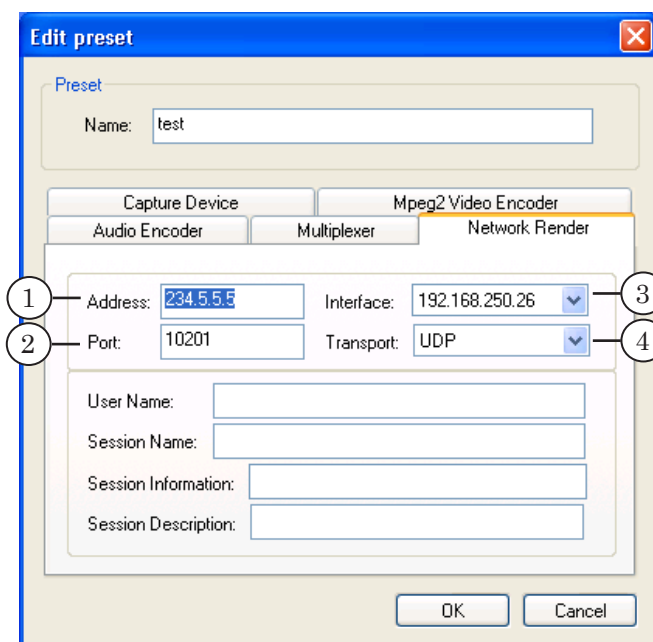 Edit preset
Preset
Name: test
Capture Device Mpeg2 Video Encoder
Audio Encoder Multiplexer Network Render
1 Address: 234.5.5.5 Interface: 192.168.250.26 3
2 Port: 10201 Transport: UDP 4
User Name:
Session Name:
Session Information:
Session Description:
OK Cancel